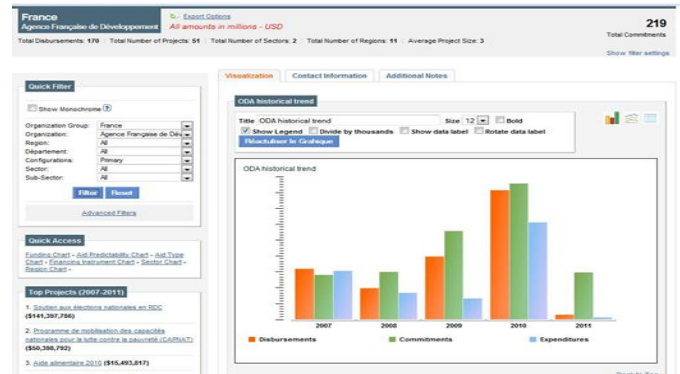 France
Agence Française de Développement
Export Options
All amounts in millions - USD
219
Total Commitments
Total Disbursements: 170 Total Number of Projects: 51 Total Number of Sectors: 2 Total Number of Regions: 11 Average Project Size: 3
Show filter settings
Quick Filter
Show Monochrome
Organization Group: France
Organization: Agence Française de Dév
Region: All
Département: All
Configurations: Primary
Sector: All
Sub-Sector: All
Filter Reset
Advanced Filters
Quick Access
Funding Chart - Aid Predictability Chart - Aid Type
Chart - Financing Instrument Chart - Sector Chart -
Region Chart -
Top Projects (2007-2011)
1. Soutien aux élections nationales en RDC
($141,397,786)
2. Programme de mobilisation des capacités
nationales pour la lutte contre la pauvreté (CAPNAT)
($50,398,792)
3. Aide alimentaire 2010 ($15,493,817)
Visualization Contact Information Additional Notes
ODA historical trend
Title ODA historical trend Size 12 Bold
Show Legend Divide by thousands Show data label Rotate data label
Réactuliser le Grahique
ODA historical trend
2007 2008 2009 2010 2011
Disbursements Commitments Expenditures